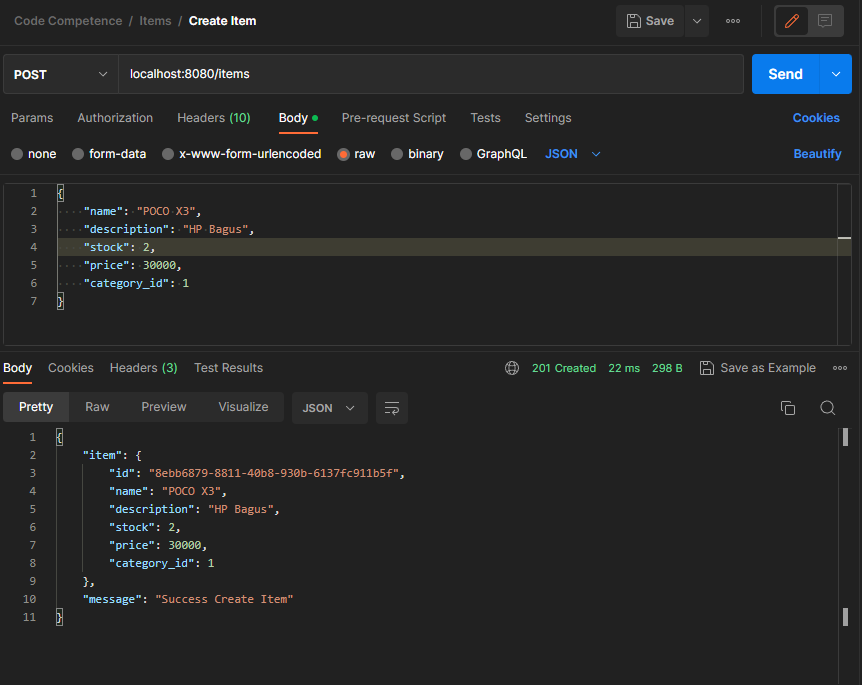 Code Competence / Items / Create Item Save
POST localhost:8080/items Send
Params Authorization Headers (10) Body Pre-request Script Tests Settings Cookies
none form-data x-www-form-urlencoded raw binary GraphQL JSON Beautify
1 {
2 "name": "POCO X3",
3 "description": "HP Bagus",
4 "stock": 2,
5 "price": 30000,
6 "category_id": 1
7 }
Body Cookies Headers (3) Test Results 201 Created 22 ms 298 B Save as Example
Pretty Raw Preview Visualize JSON
1 {
2 "item": {
3 "id": "8ebb6879-8811-40b8-930b-6137fc911b5f",
4 "name": "POCO X3",
5 "description": "HP Bagus",
6 "stock": 2,
7 "price": 30000,
8 "category_id": 1
9 },
10 "message": "Success Create Item"
11 }